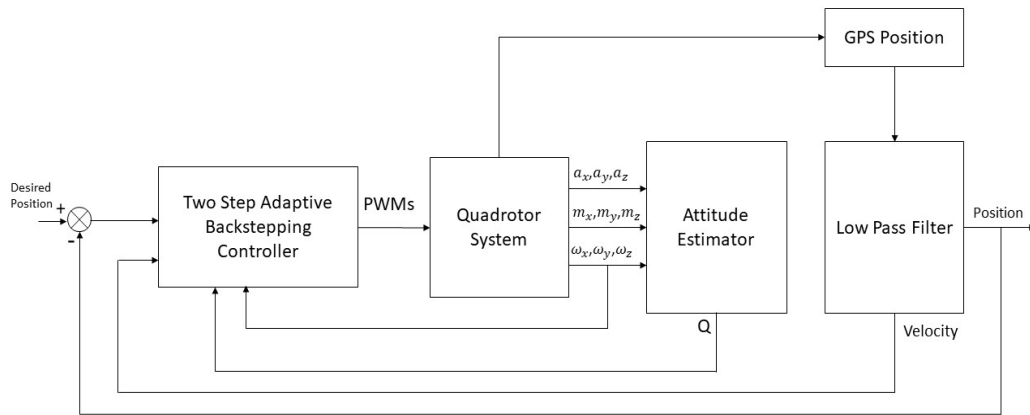 GPS Position
Desired
Position
+
-
Two Step Adaptive
Backstepping
Controller
PWMs
Quadrotor
System
a_x,a_y,a_z
m_x,m_y,m_z
ω_x,ω_y,ω_z
Attitude
Estimator
Q
Low Pass Filter
Position
Velocity